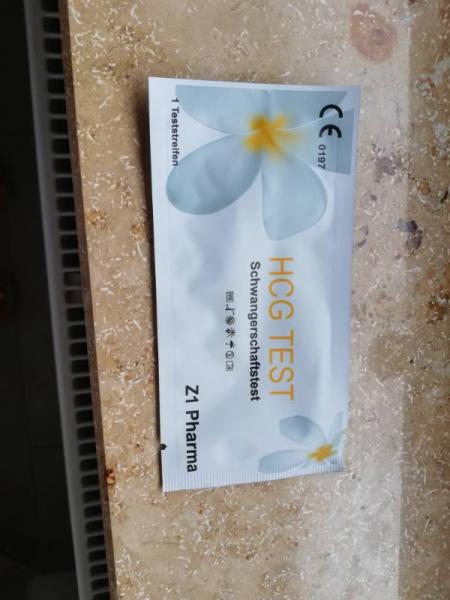 CE 0197
1 Teststreifen
HCG TEST
Schwangerschaftstest
Z1 Pharma